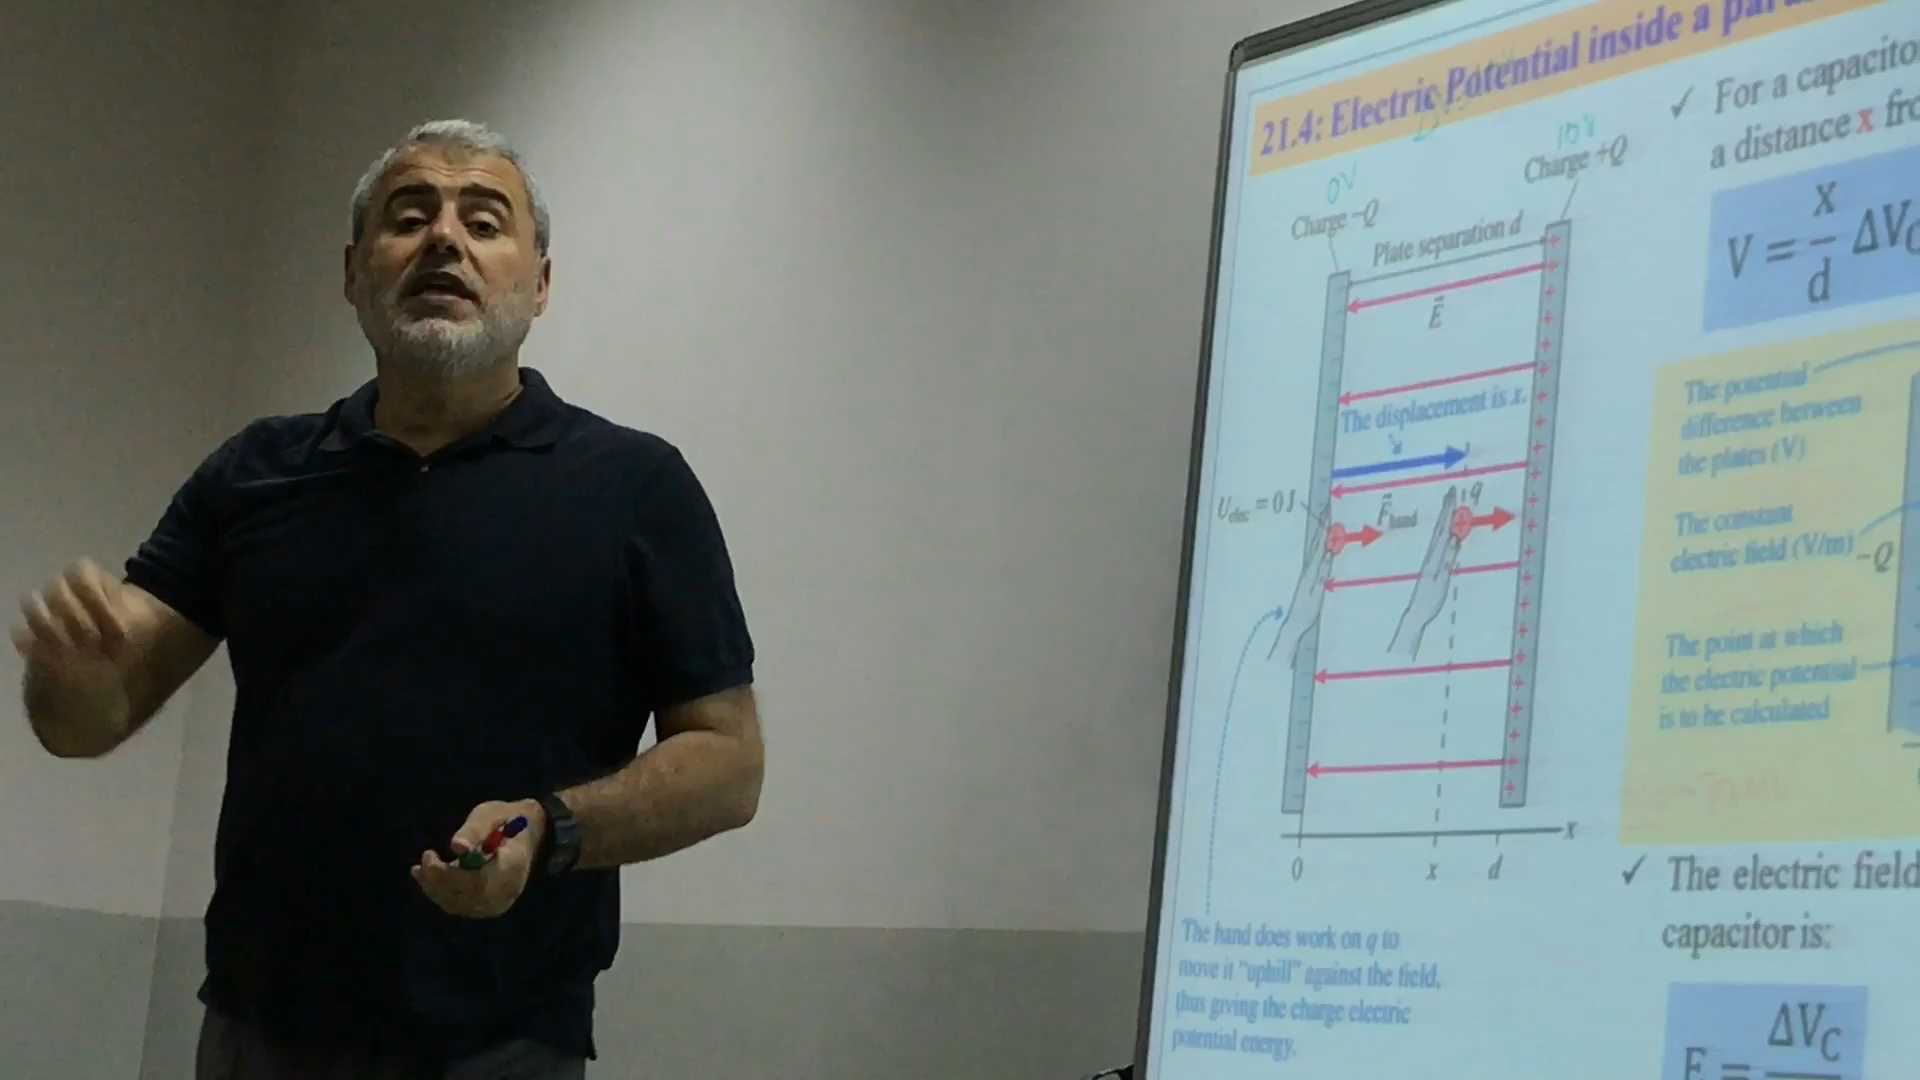 21.4: Electric Potential inside a
0V
10V
Charge −Q
Charge +Q
Plate separation d
E
The displacement is x.
U elec = 0 J
F hand
q
0
x
d
x
The hand does work on q to
move it "uphill" against the field,
thus giving the charge electric
potential energy.
✓ For a
a distance x
V = x/d ΔV
The potential
difference between
the plates (V)
The constant
electric field (V/m)
−Q
The point at which
the electric potential
is to be calculated
✓ The electric field
capacitor is:
E = ΔVC